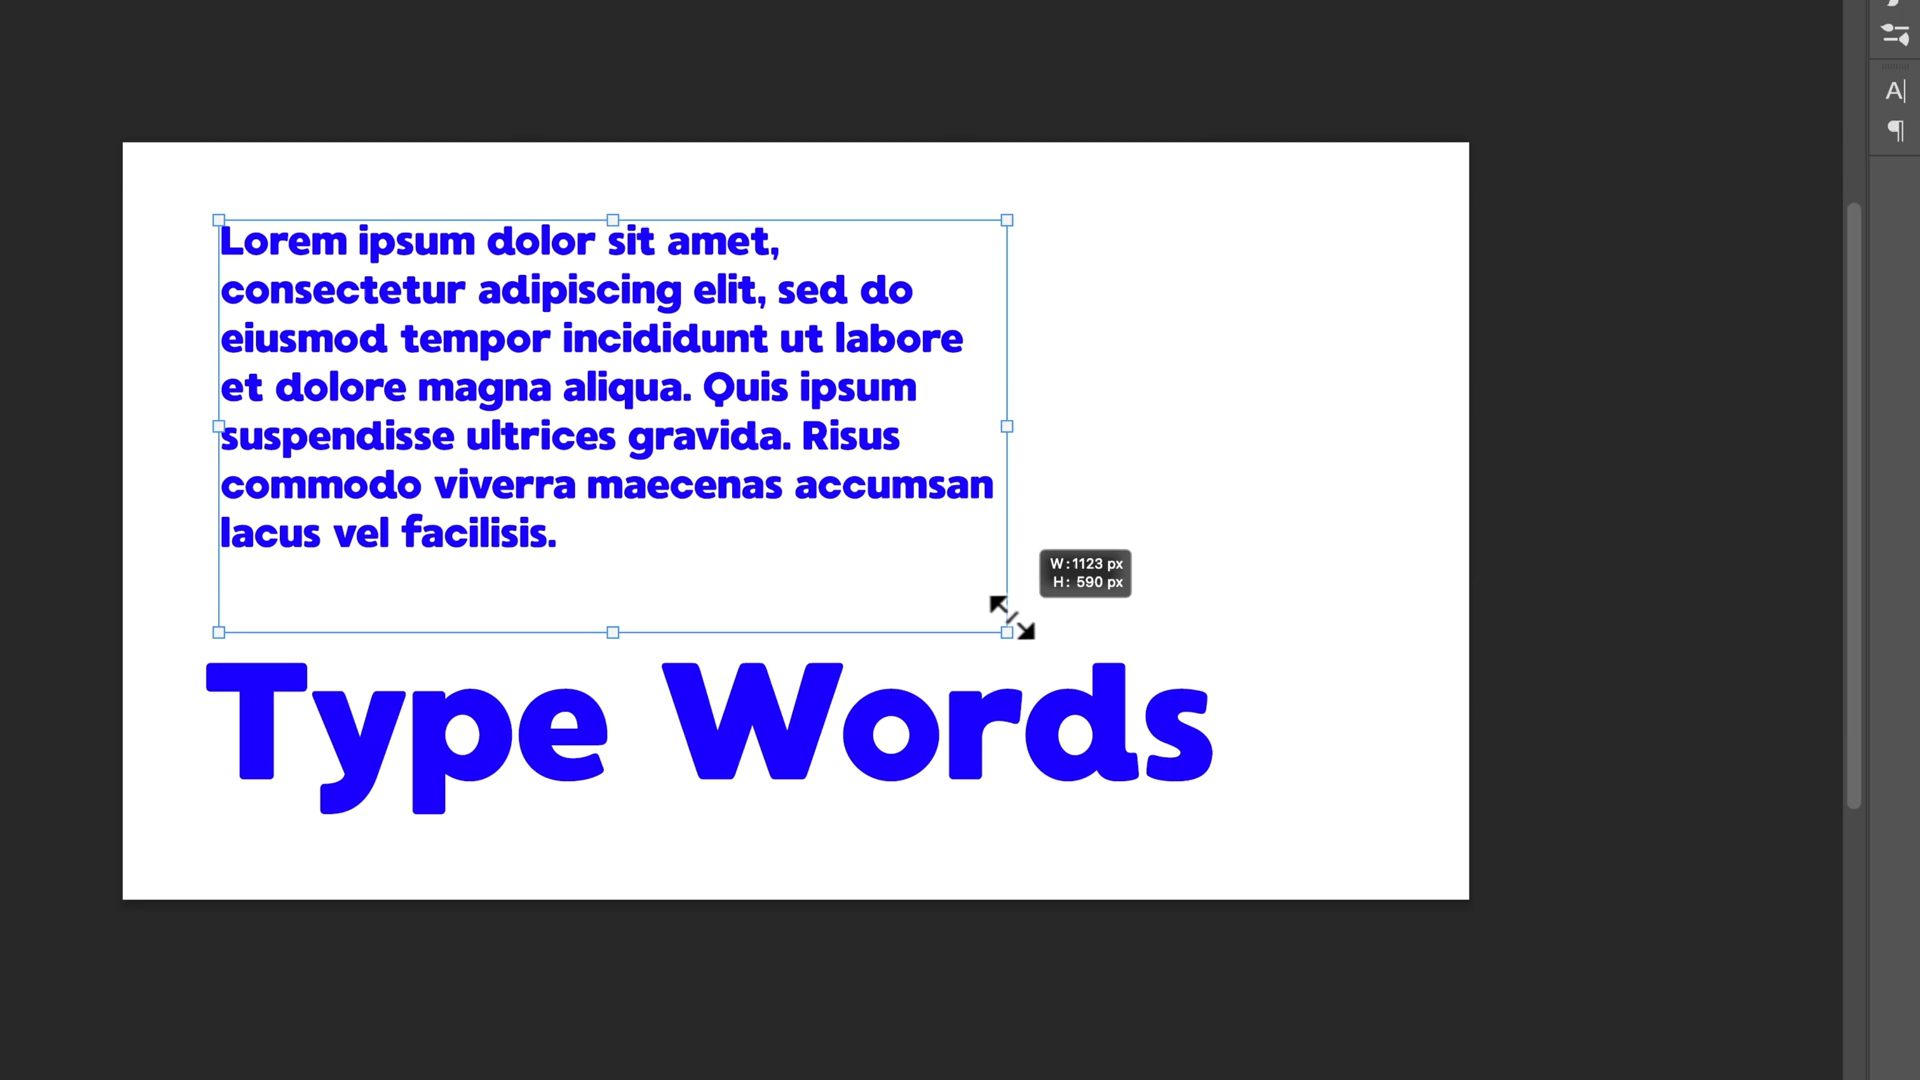 A
¶
Lorem ipsum dolor sit amet,
consectetur adipiscing elit, sed do
eiusmod tempor incididunt ut labore
et dolore magna aliqua. Quis ipsum
suspendisse ultrices gravida. Risus
commodo viverra maecenas accumsan
lacus vel facilisis.
W:1123 px
H: 590 px
Type Words